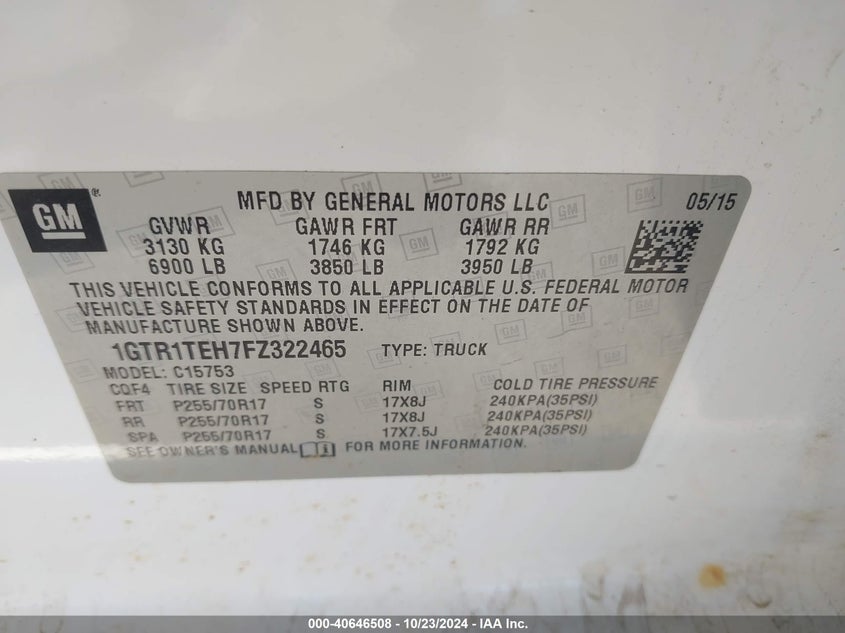 GM ®
MFD BY GENERAL MOTORS LLC 05/15
GVWR GAWR FRT GAWR RR
3130 KG 1746 KG 1792 KG
6900 LB 3850 LB 3950 LB
THIS VEHICLE CONFORMS TO ALL APPLICABLE U.S. FEDERAL MOTOR
VEHICLE SAFETY STANDARDS IN EFFECT ON THE DATE OF
MANUFACTURE SHOWN ABOVE.
1GTR1TEH7FZ322465 TYPE: TRUCK
MODEL: C15753
CQF4 TIRE SIZE SPEED RTG RIM COLD TIRE PRESSURE
FRT P255/70R17 S 17X8J 240KPA(35PSI)
RR P255/70R17 S 17X8J 240KPA(35PSI)
SPA P255/70R17 S 17X7.5J 240KPA(35PSI)
SEE OWNER'S MANUAL FOR MORE INFORMATION.
000-40646508 - 10/23/2024 - IAA Inc.